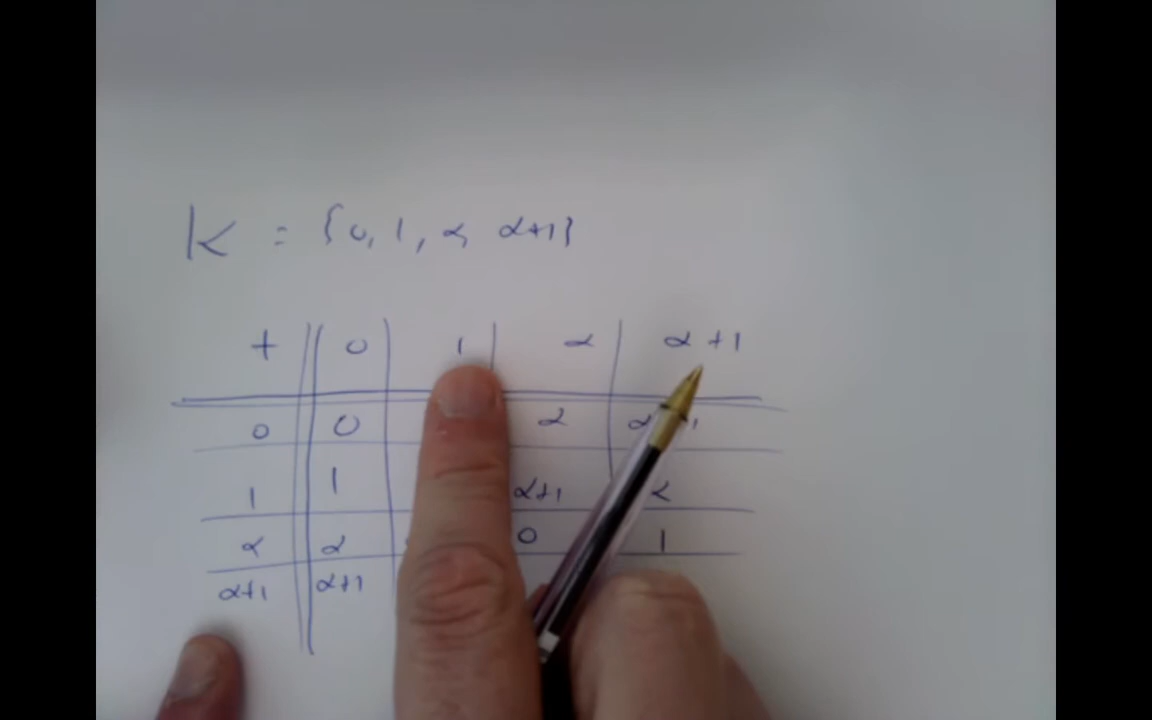 K = {0, 1, α, α+1}
+ 0 1 α α+1
0 0 α
1 1 α+1 α
α α 0 1
α+1 α+1